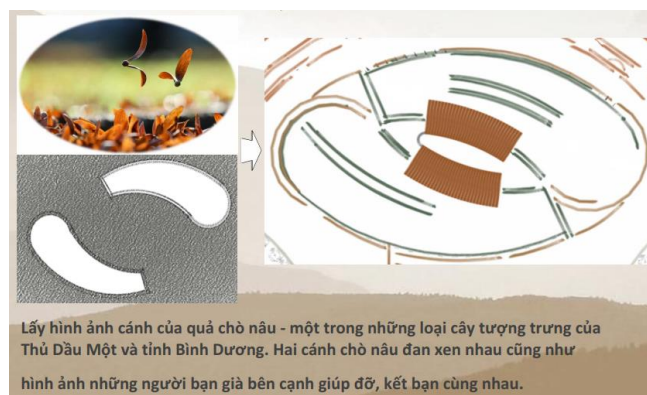 Lấy hình ảnh cánh của quả chò nâu - một trong những loại cây tượng trưng của
Thủ Dầu Một và tỉnh Bình Dương. Hai cánh chò nâu đan xen nhau cũng như
hình ảnh những người bạn già bên cạnh giúp đỡ, kết bạn cùng nhau.